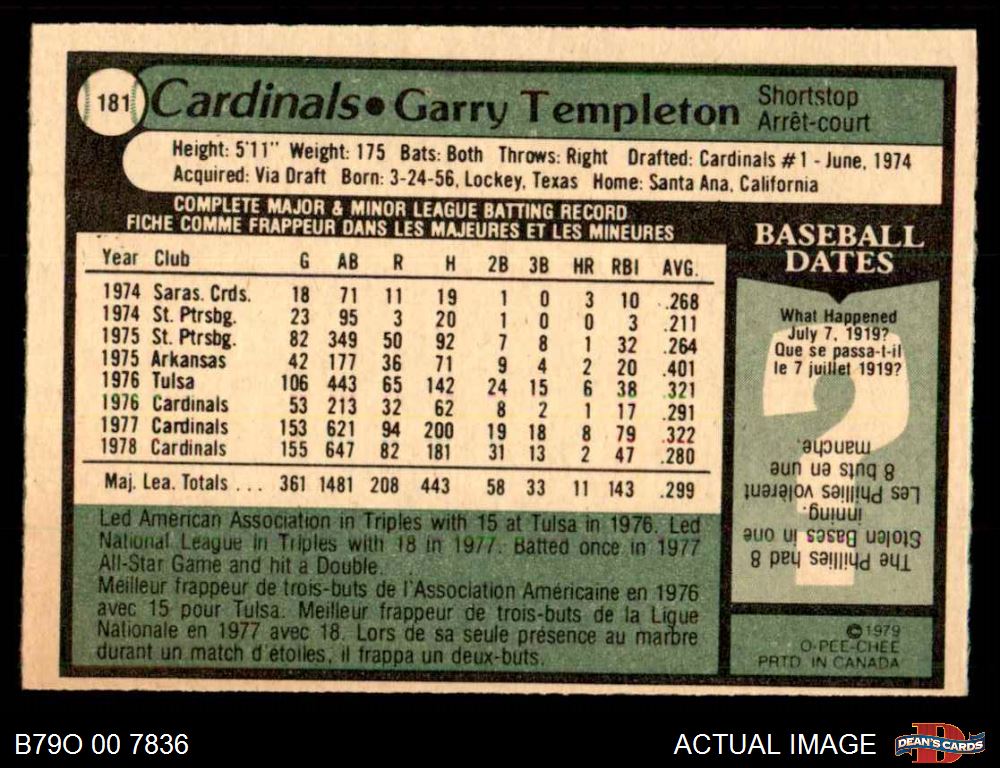 181
Cardinals • Garry Templeton
Shortstop
Arrêt-court
Height: 5'11" Weight: 175 Bats: Both Throws: Right Drafted: Cardinals #1 - June, 1974
Acquired: Via Draft Born: 3-24-56, Lockey, Texas Home: Santa Ana, California
COMPLETE MAJOR & MINOR LEAGUE BATTING RECORD
FICHE COMME FRAPPEUR DANS LES MAJEURES ET LES MINEURES
Year Club G AB R H 2B 3B HR RBI AVG.
1974 Saras. Crds. 18 71 11 19 1 0 3 10 .268
1974 St. Ptrsbg. 23 95 3 20 1 0 0 3 .211
1975 St. Ptrsbg. 82 349 50 92 7 8 1 32 .264
1975 Arkansas 42 177 36 71 9 4 2 20 .401
1976 Tulsa 106 443 65 142 24 15 6 38 .321
1976 Cardinals 53 213 32 62 8 2 1 17 .291
1977 Cardinals 153 621 94 200 19 18 8 79 .322
1978 Cardinals 155 647 82 181 31 13 2 47 .280
Maj. Lea. Totals ... 361 1481 208 443 58 33 11 143 .299
Led American Association in Triples with 15 at Tulsa in 1976. Led
National League in Triples with 18 in 1977. Batted once in 1977
All-Star Game and hit a Double.
Meilleur frappeur de trois-buts de l'Association Américaine en 1976
avec 15 pour Tulsa. Meilleur frappeur de trois-buts de la Ligue
Nationale en 1977 avec 18. Lors de sa seule présence au marbre
durant un match d'étoiles, il frappa un deux-buts.
BASEBALL
DATES
What Happened
July 7, 1919?
Que se passa-t-il
le 7 juillet 1919?
The Phillies had 8
Stolen Bases in one
inning.
Les Phillies volèrent
8 buts en une
manche.
©1979
O-PEE-CHEE
PRTD IN CANADA
B79O 00 7836
ACTUAL IMAGE
D
DEAN'S CARDS